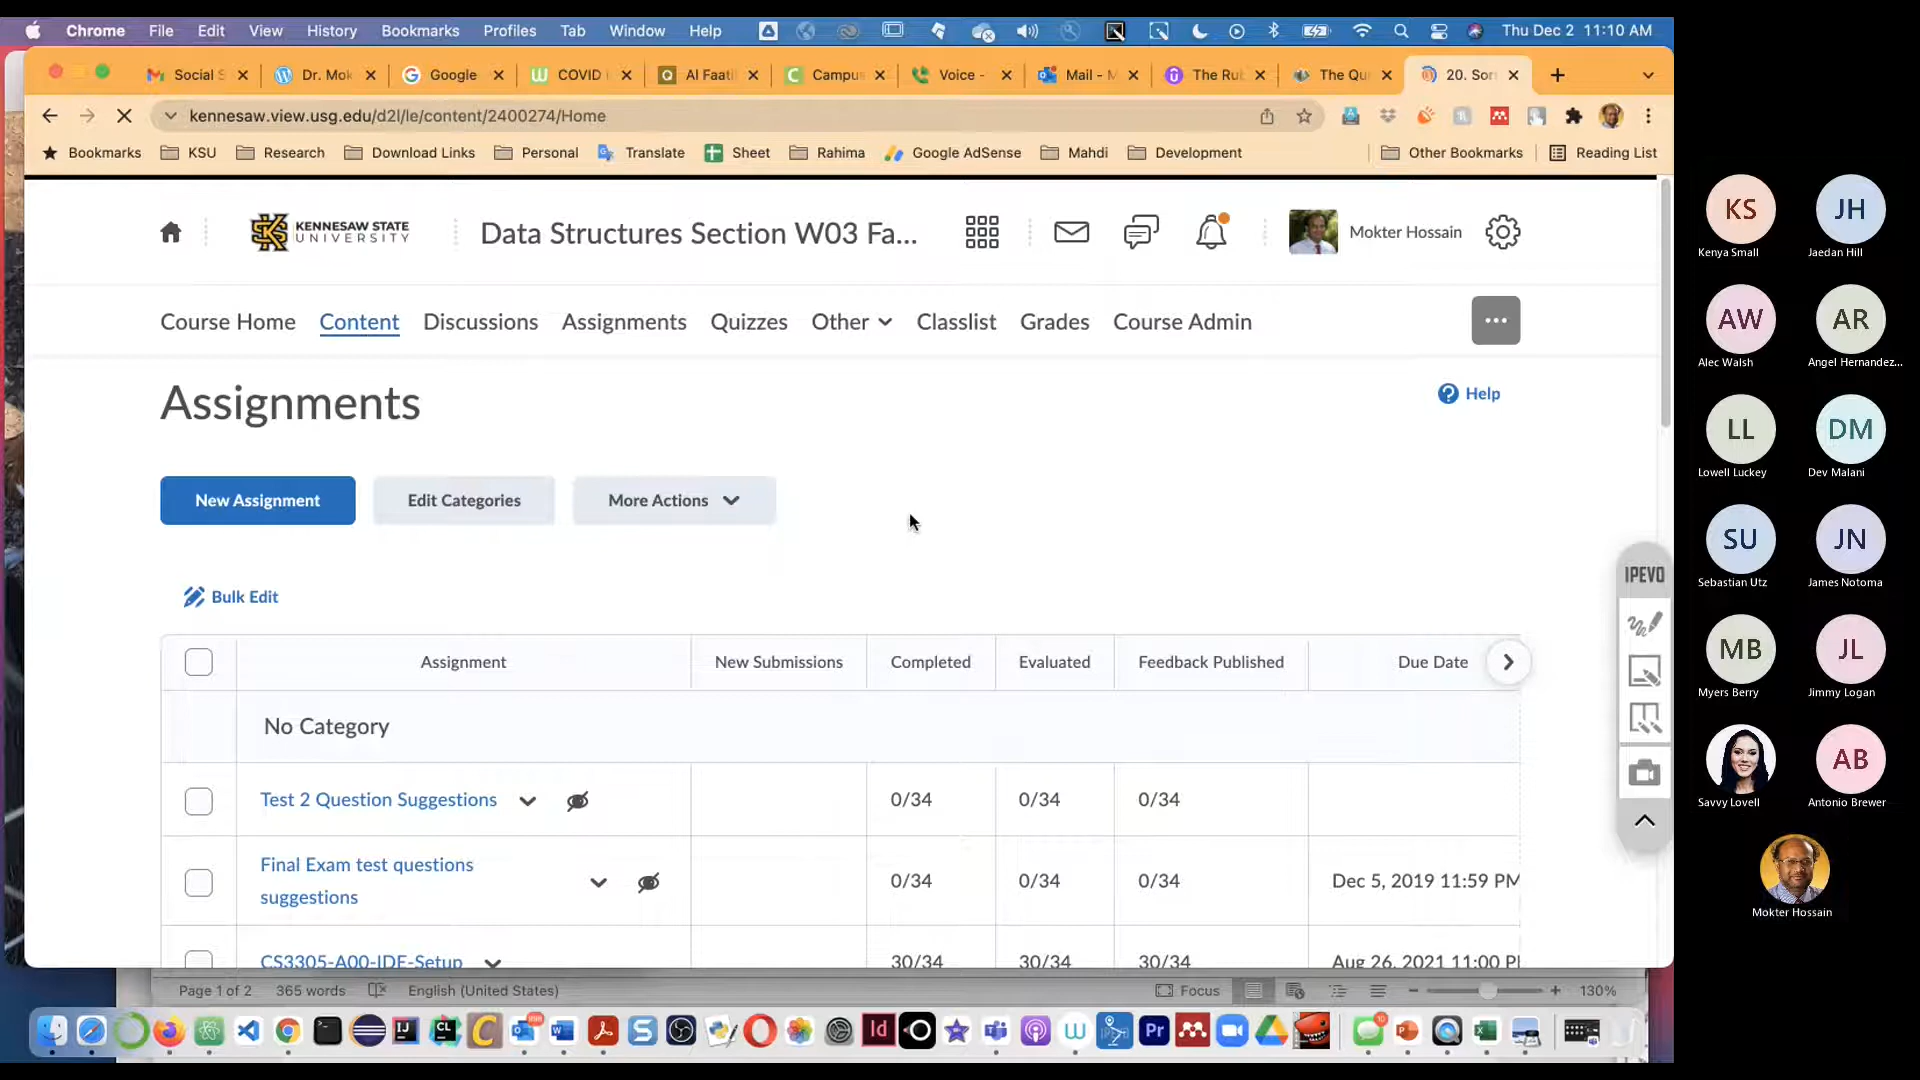 Chrome File Edit View History Bookmarks Profiles Tab Window Help Thu Dec 2 11:10 AM
Social S Dr. Mok Google COVID Al Faati Campu Voice - Mail - M The Ru The Qu 20. Sor
kennesaw.view.usg.edu/d2l/le/content/2400274/Home
Bookmarks KSU Research Download Links Personal Translate Sheet Rahima Google AdSense Mahdi Development Other Bookmarks Reading List
KENNESAW STATE
UNIVERSITY
Data Structures Section W03 Fa...
Mokter Hossain
Course Home Content Discussions Assignments Quizzes Other Classlist Grades Course Admin
Assignments
Help
New Assignment Edit Categories More Actions
Bulk Edit
Assignment New Submissions Completed Evaluated Feedback Published Due Date
No Category
Test 2 Question Suggestions 0/34 0/34 0/34
Final Exam test questions
suggestions
0/34 0/34 0/34 Dec 5, 2019 11:59 PM
CS3305-A00-IDE-Setup 30/34 30/34 30/34 Aug 26, 2021 11:00 P
IPEVO
Page 1 of 2 365 words English (United States) Focus 130%
KS JH
Kenya Small Jaedan Hill
AW AR
Alec Walsh Angel Hernandez...
LL DM
Lowell Luckey Dev Malani
SU JN
Sebastian Utz James Notoma
MB JL
Myers Berry Jimmy Logan
AB
Savvy Lovell Antonio Brewer
Mokter Hossain